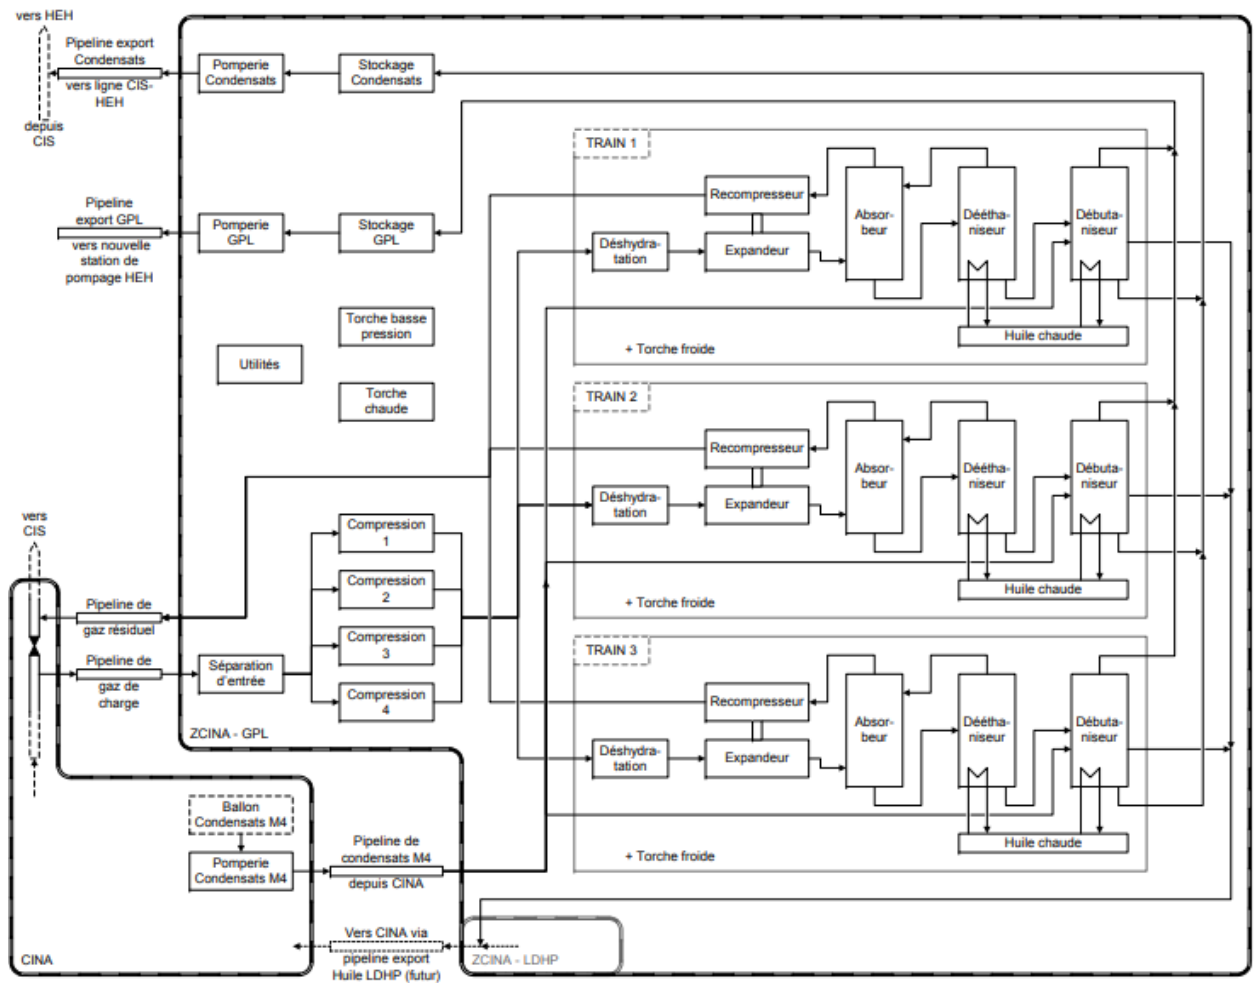 vers HEH
Pipeline export
Condensats
vers ligne CIS-
HEH
depuis
CIS
Pomperie
Condensats
Stockage
Condensats
Pipeline
export GPL
vers nouvelle
station de
pompage HEH
Pomperie
GPL
Stockage
GPL
Torche basse
pression
Utilités
Torche
chaude
TRAIN 1
Recompresseur
Déshydra-
tation
Expandeur
Absor-
beur
Déétha-
niseur
Débuta-
niseur
Huile chaude
+ Torche froide
TRAIN 2
Recompresseur
Déshydra-
tation
Expandeur
Absor-
beur
Déétha-
niseur
Débuta-
niseur
Huile chaude
+ Torche froide
TRAIN 3
Recompresseur
Déshydra-
tation
Expandeur
Absor-
beur
Déétha-
niseur
Débuta-
niseur
Huile chaude
+ Torche froide
vers
CIS
Pipeline de
gaz résiduel
Pipeline de
gaz de
charge
Séparation
d'entrée
Compression
1
Compression
2
Compression
3
Compression
4
ZCINA - GPL
Ballon
Condensats M4
Pomperie
Condensats M4
Pipeline de
condensats M4
depuis CINA
Vers CINA via
pipeline export
Huile LDHP (futur)
CINA
ZCINA - LDHP